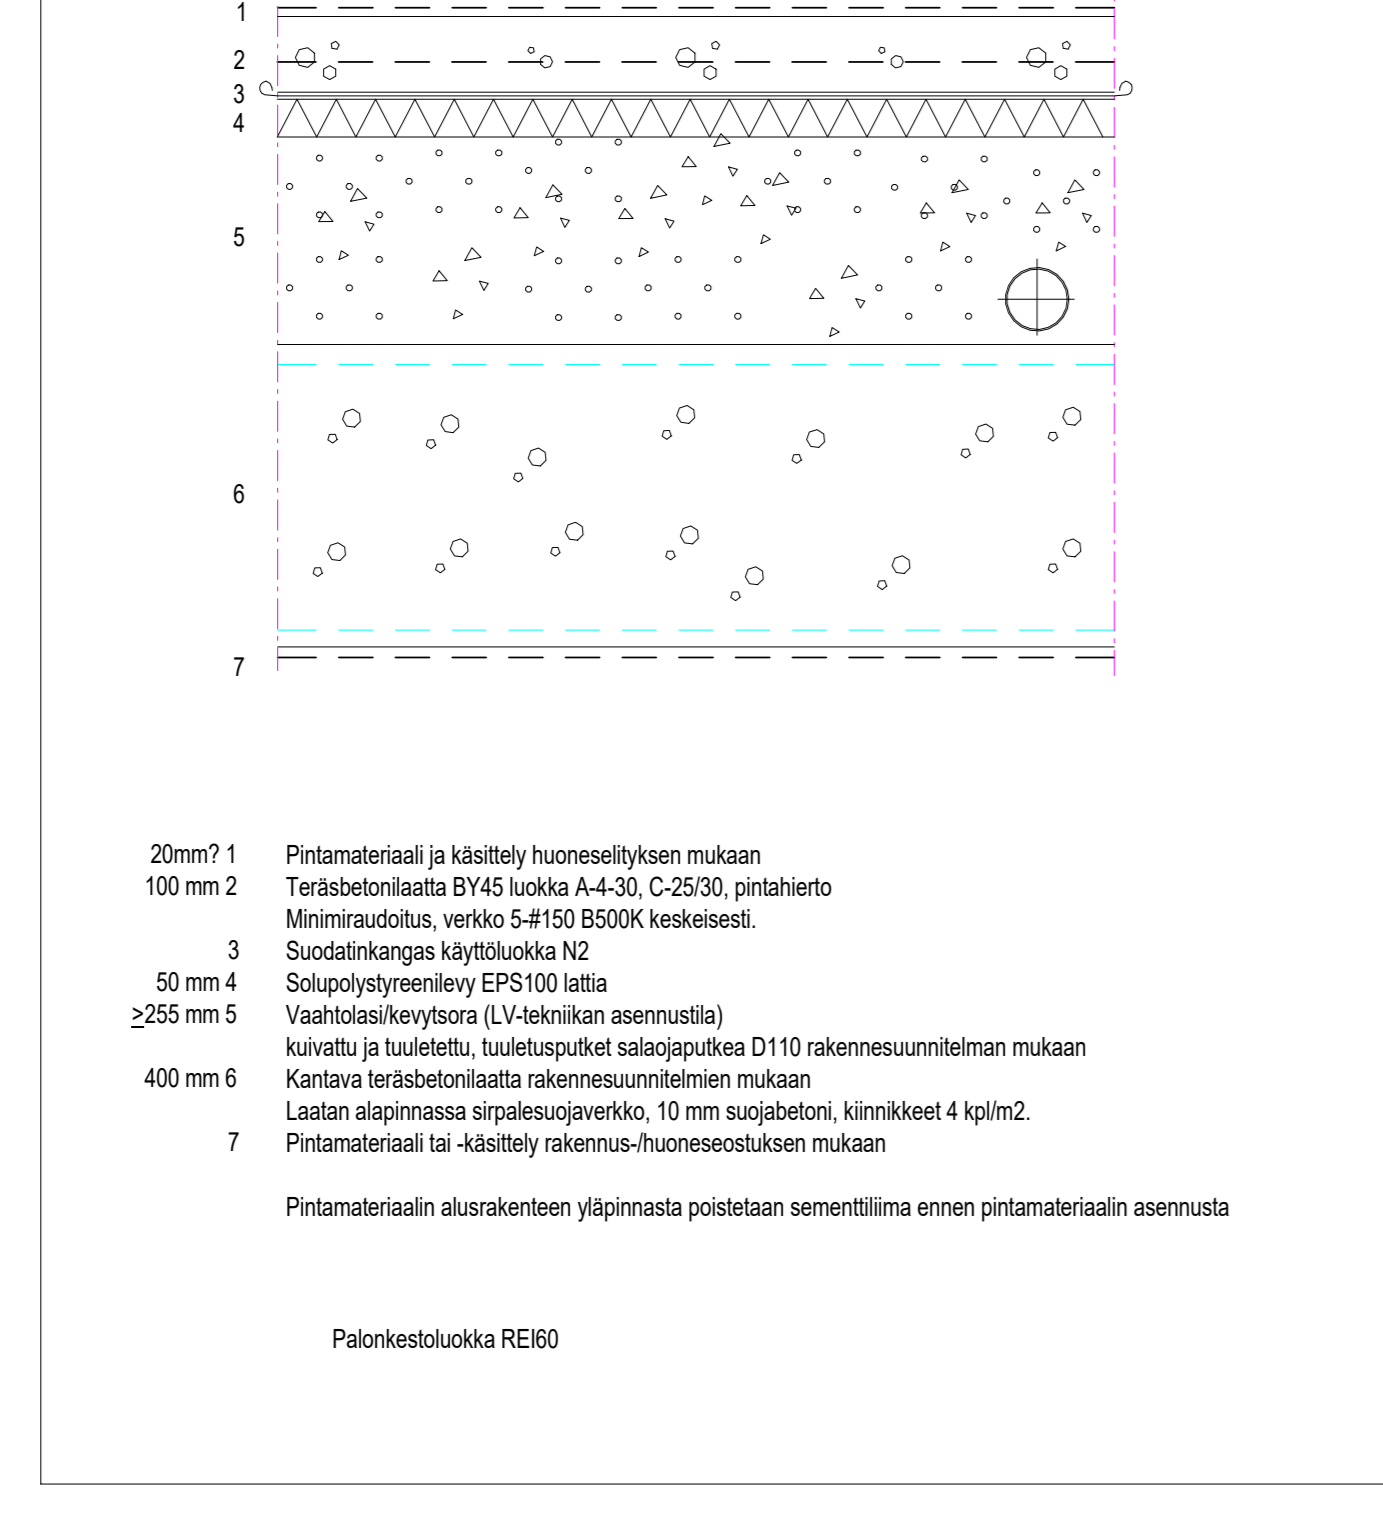 1
2
3
4
5
6
7
20mm? 1 Pintamateriaali ja käsittely huoneselityksen mukaan
100 mm 2 Teräsbetonilaatta BY45 luokka A-4-30, C-25/30, pintahierto
Minimiraudoitus, verkko 5-#150 B500K keskeisesti.
3 Suodatinkangas käyttöluokka N2
50 mm 4 Solupolystyreenilevy EPS100 lattia
≥255 mm 5 Vaahtolasi/kevytsora (LV-tekniikan asennustila)
kuivattu ja tuuletettu, tuuletusputket salaojaputkea D110 rakennesuunnitelman mukaan
400 mm 6 Kantava teräsbetonilaatta rakennesuunnitelmien mukaan
Laatan alapinnassa sirpalesuojaverkko, 10 mm suojabetoni, kiinnikkeet 4 kpl/m2.
7 Pintamateriaali tai -käsittely rakennus-/huoneseostuksen mukaan
Pintamateriaalin alusrakenteen yläpinnasta poistetaan sementtiliima ennen pintamateriaalin asennusta
Palonkestoluokka REI60